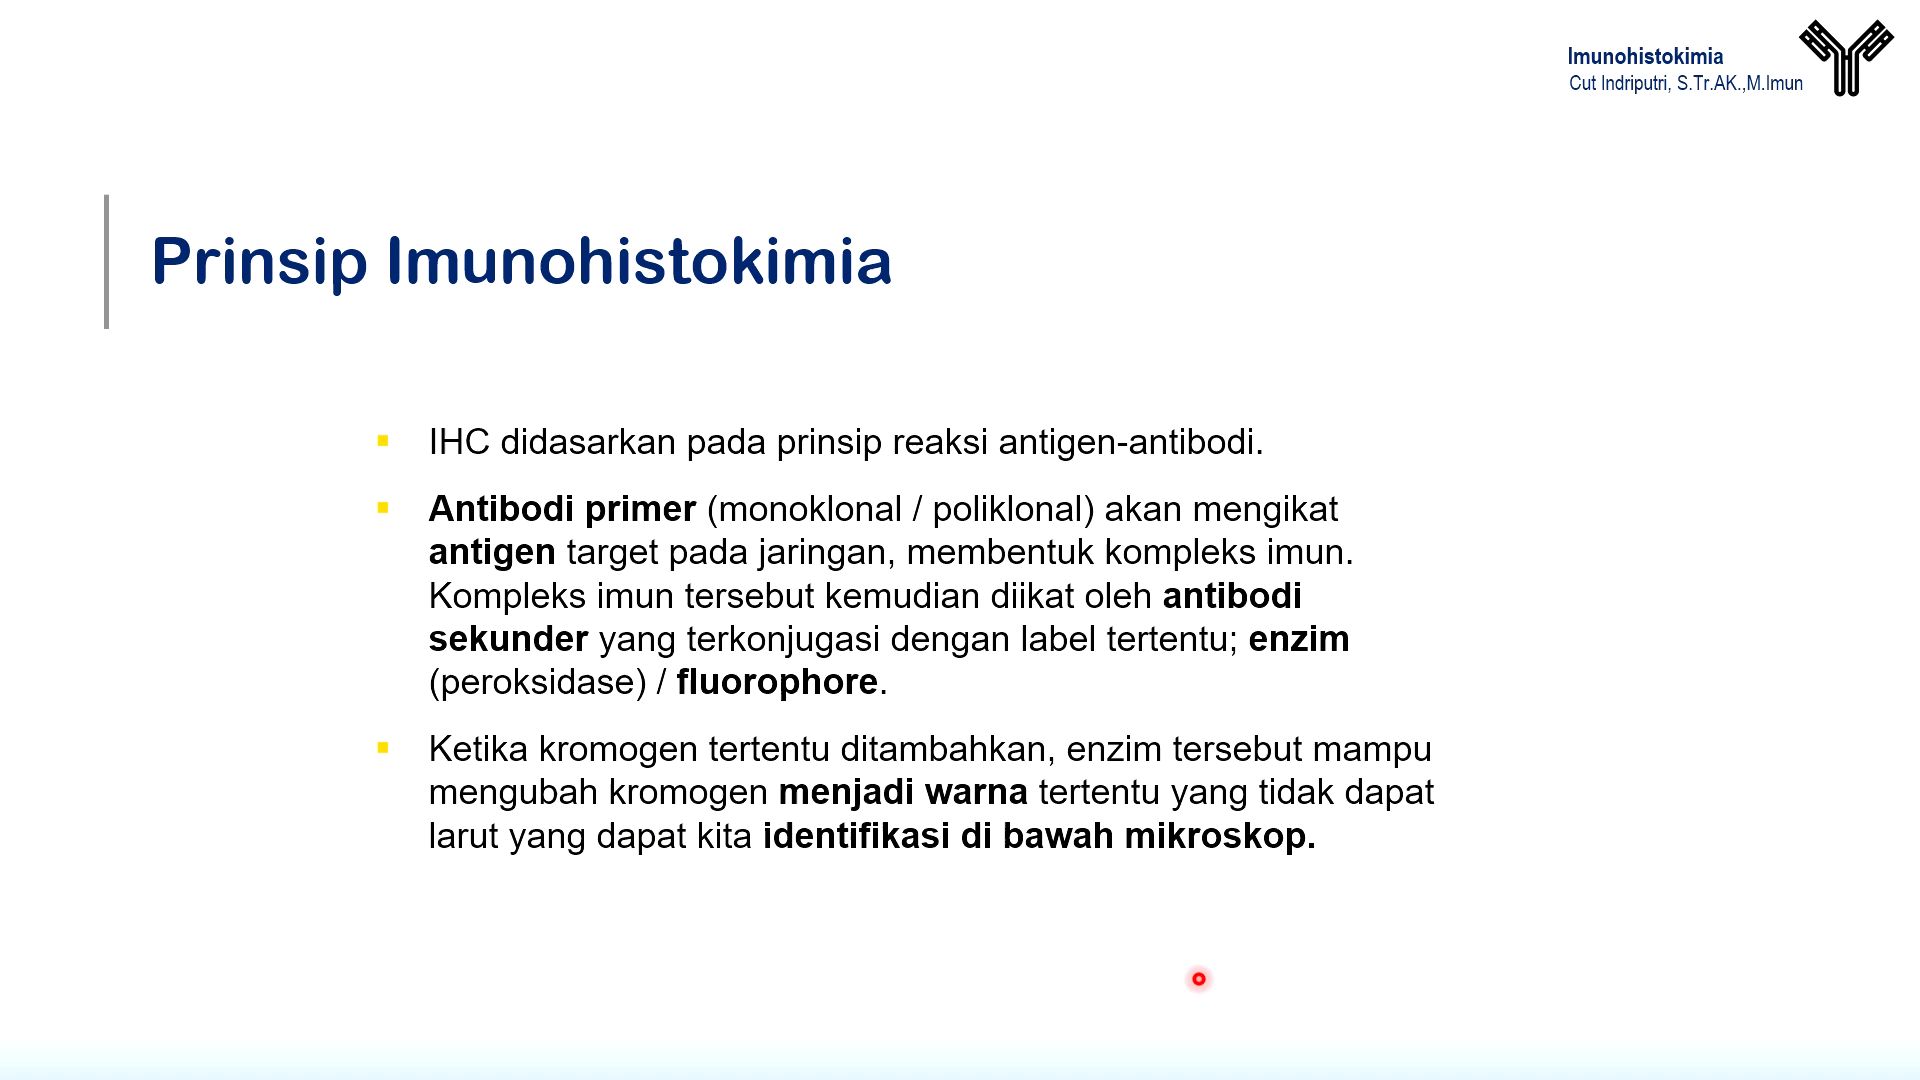 Imunohistokimia
Cut Indriputri, S.Tr.AK.,M.Imun
Prinsip Imunohistokimia
IHC didasarkan pada prinsip reaksi antigen-antibodi.
Antibodi primer (monoklonal / poliklonal) akan mengikat
antigen target pada jaringan, membentuk kompleks imun.
Kompleks imun tersebut kemudian diikat oleh antibodi
sekunder yang terkonjugasi dengan label tertentu; enzim
(peroksidase) / fluorophore.
Ketika kromogen tertentu ditambahkan, enzim tersebut mampu
mengubah kromogen menjadi warna tertentu yang tidak dapat
larut yang dapat kita identifikasi di bawah mikroskop.